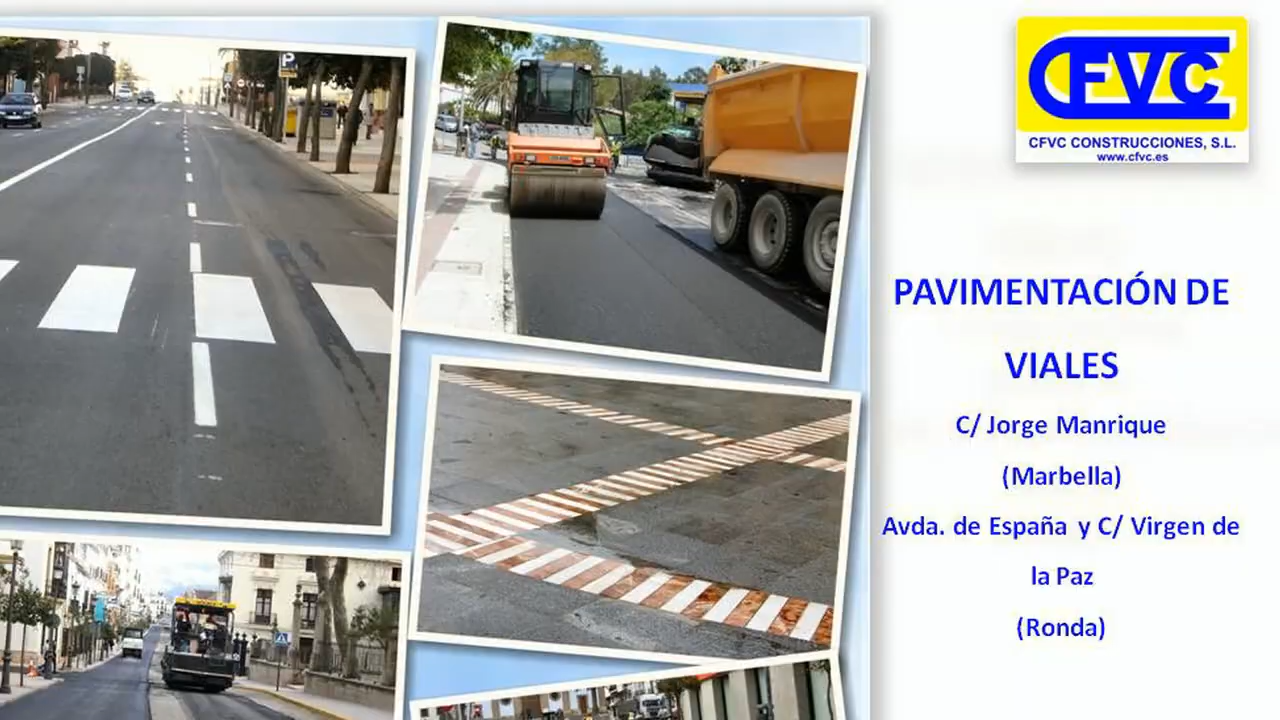 CFVC
CFVC CONSTRUCCIONES, S.L.
www.cfvc.es
PAVIMENTACIÓN DE
VIALES
C/ Jorge Manrique
(Marbella)
Avda. de España y C/ Virgen de
la Paz
(Ronda)
P